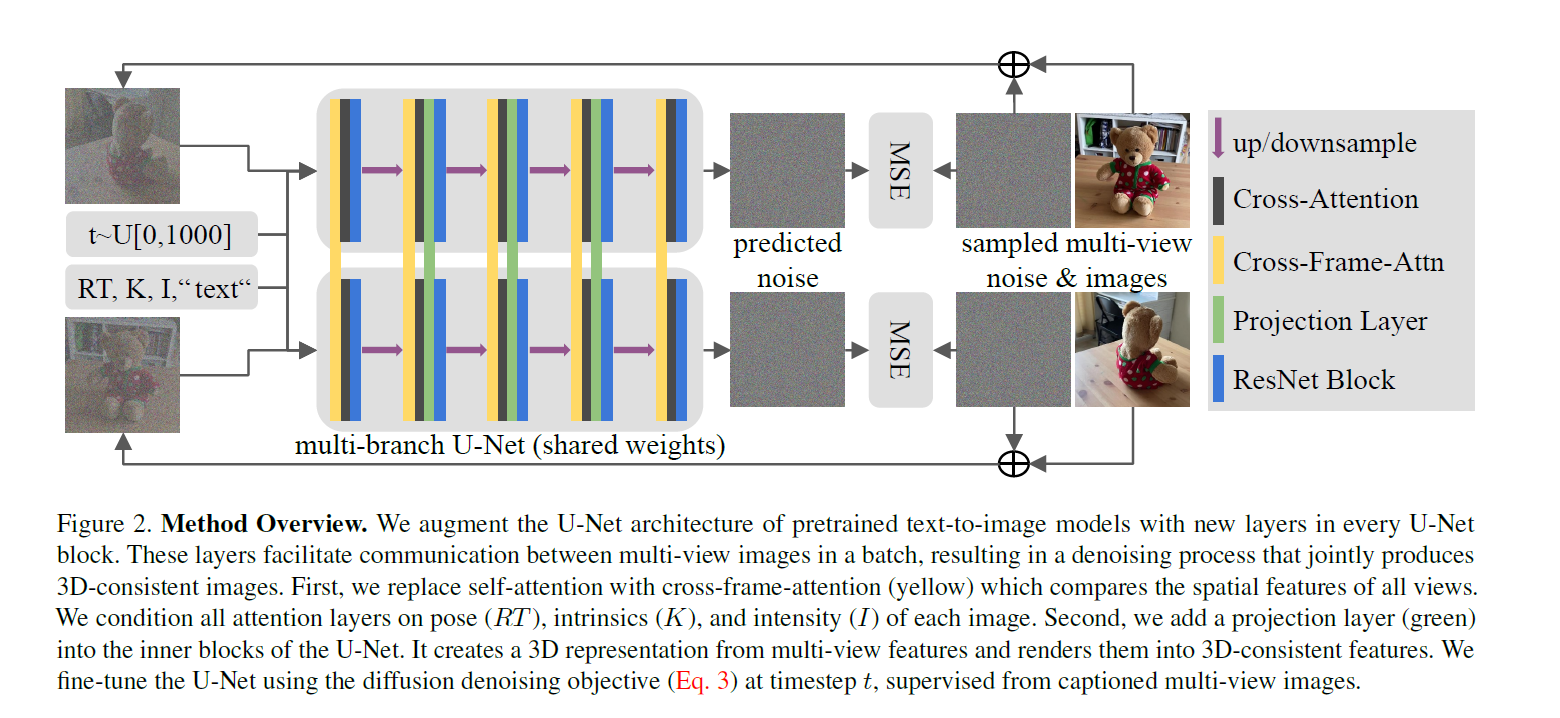 t~U[0,1000]
RT, K, I,“text“
predicted
noise
MSE
MSE
sampled multi-view
noise & images
up/downsample
Cross-Attention
Cross-Frame-Attn
Projection Layer
ResNet Block
multi-branch U-Net (shared weights)
Figure 2. Method Overview. We augment the U-Net architecture of pretrained text-to-image models with new layers in every U-Net
block. These layers facilitate communication between multi-view images in a batch, resulting in a denoising process that jointly produces
3D-consistent images. First, we replace self-attention with cross-frame-attention (yellow) which compares the spatial features of all views.
We condition all attention layers on pose (RT), intrinsics (K), and intensity (I) of each image. Second, we add a projection layer (green)
into the inner blocks of the U-Net. It creates a 3D representation from multi-view features and renders them into 3D-consistent features. We
fine-tune the U-Net using the diffusion denoising objective (Eq. 3) at timestep t, supervised from captioned multi-view images.